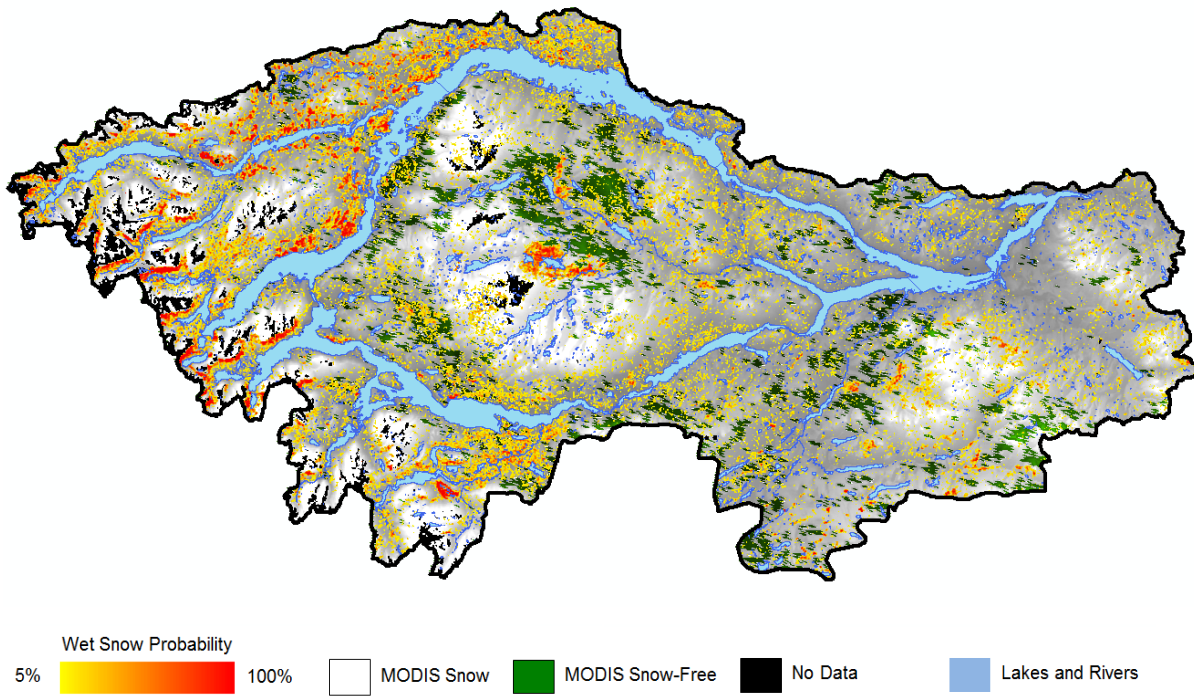 Wet Snow Probability
5% 100% MODIS Snow MODIS Snow-Free No Data Lakes and Rivers